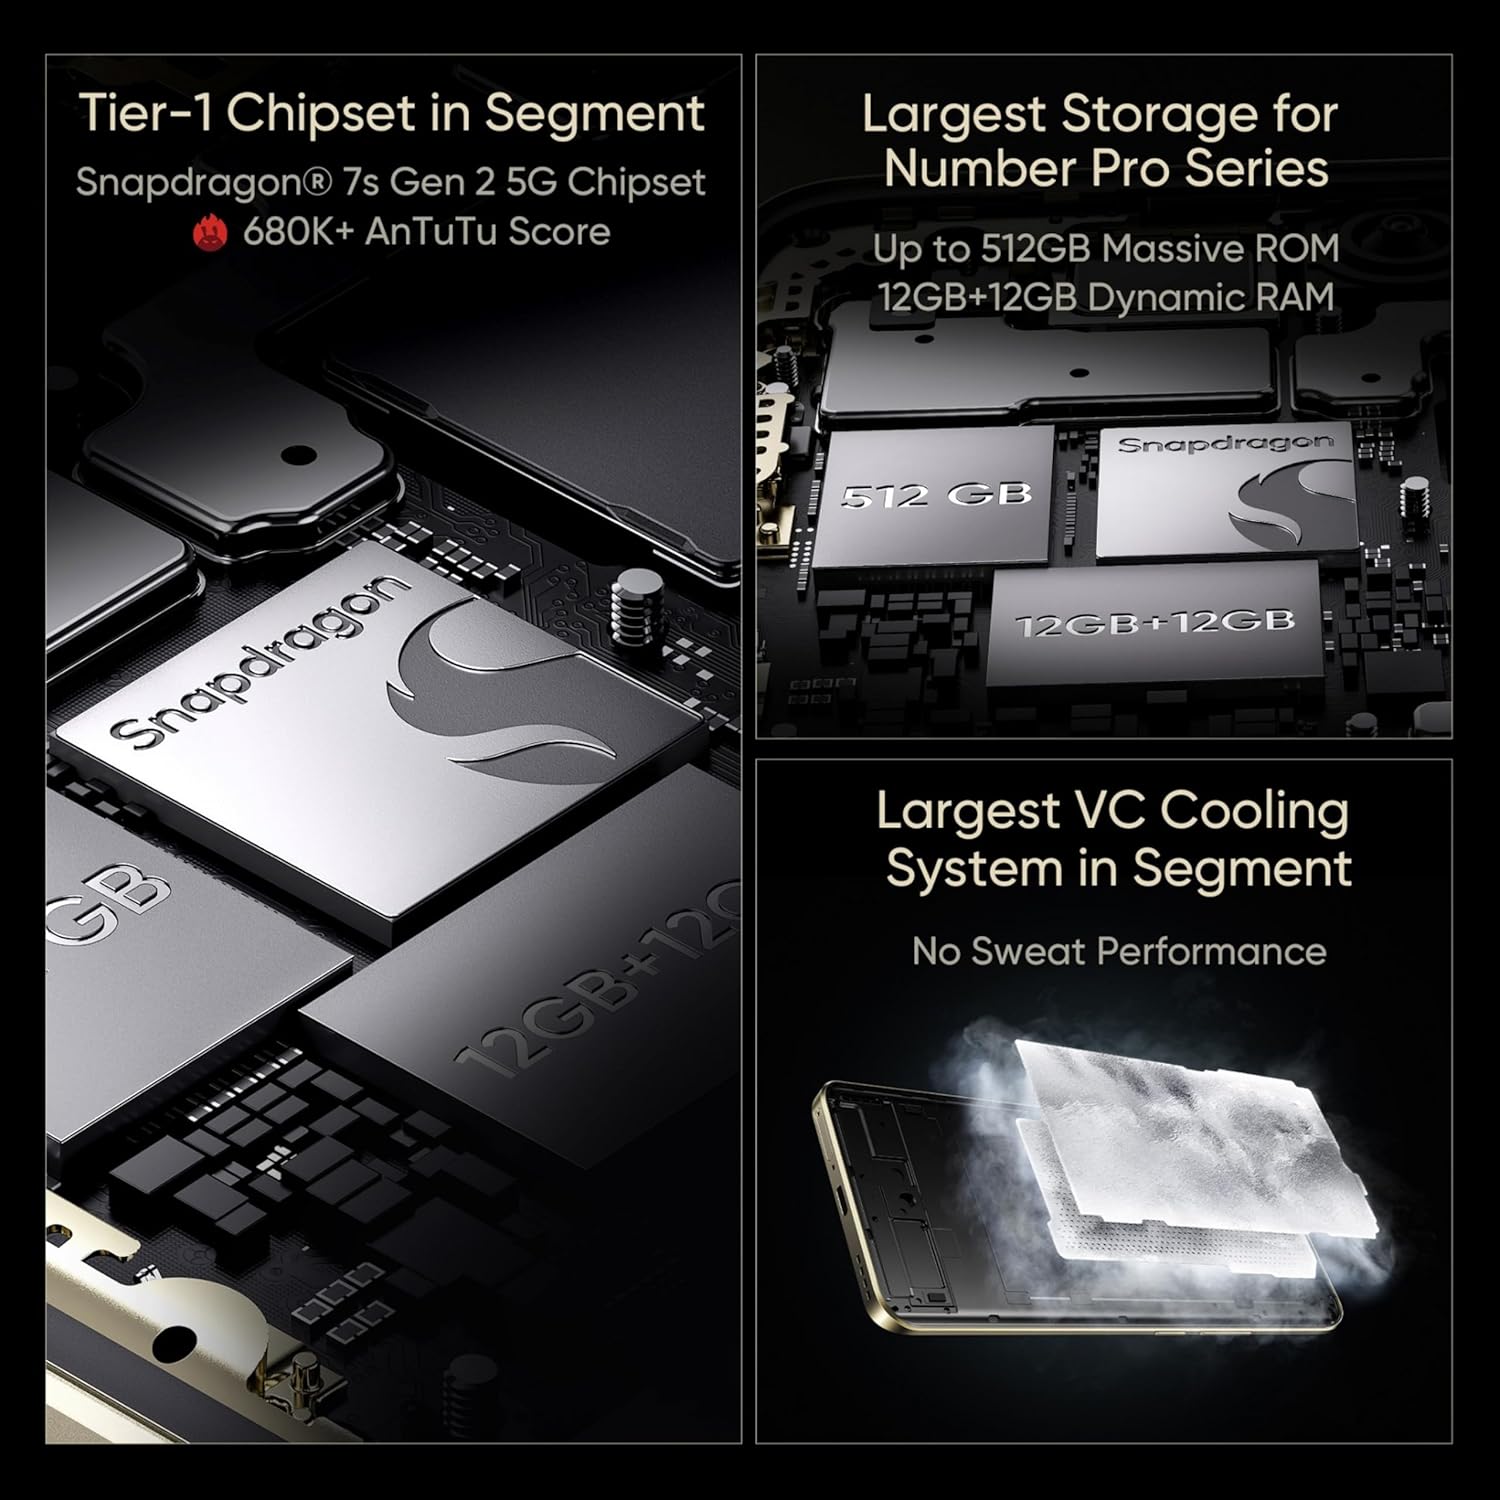 Tier-1 Chipset in Segment
Snapdragon® 7s Gen 2 5G Chipset
680K+ AnTuTu Score
Snapdragon
GB
12GB+12G
Largest Storage for
Number Pro Series
Up to 512GB Massive ROM
12GB+12GB Dynamic RAM
512 GB
Snapdragon
12GB+12GB
Largest VC Cooling
System in Segment
No Sweat Performance